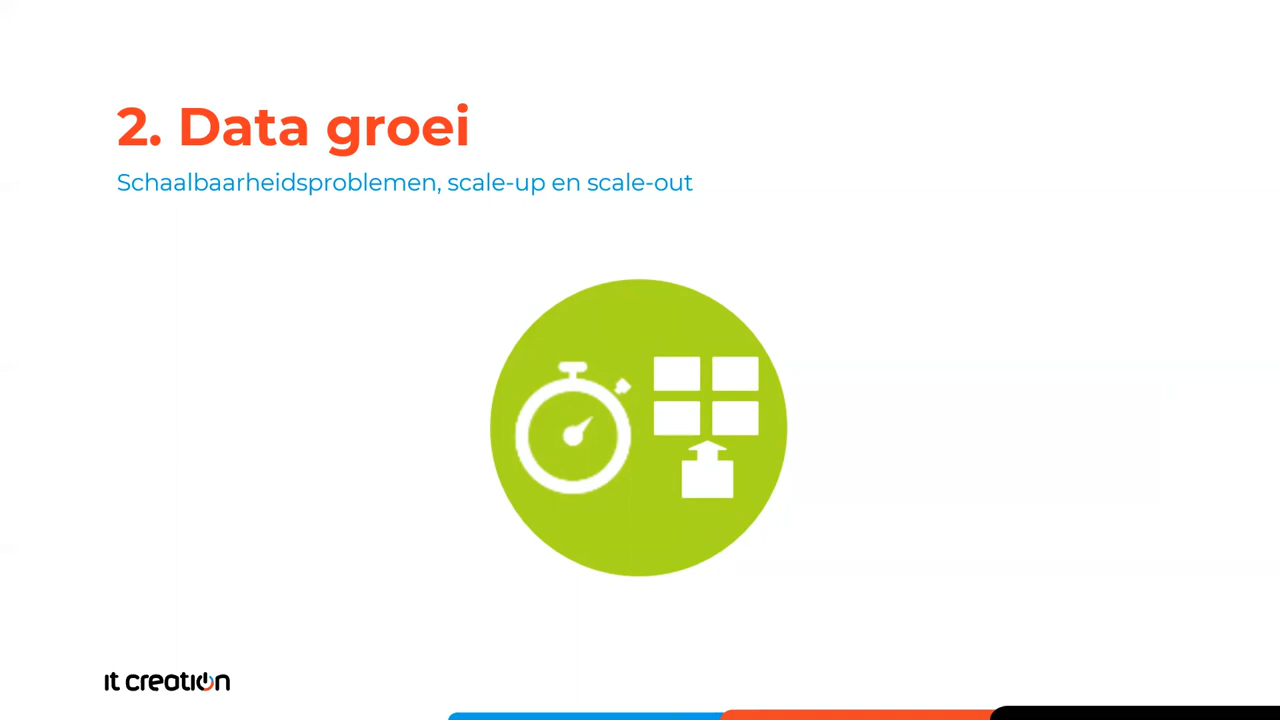 2. Data groei
Schaalbaarheidsproblemen, scale-up en scale-out
it creation